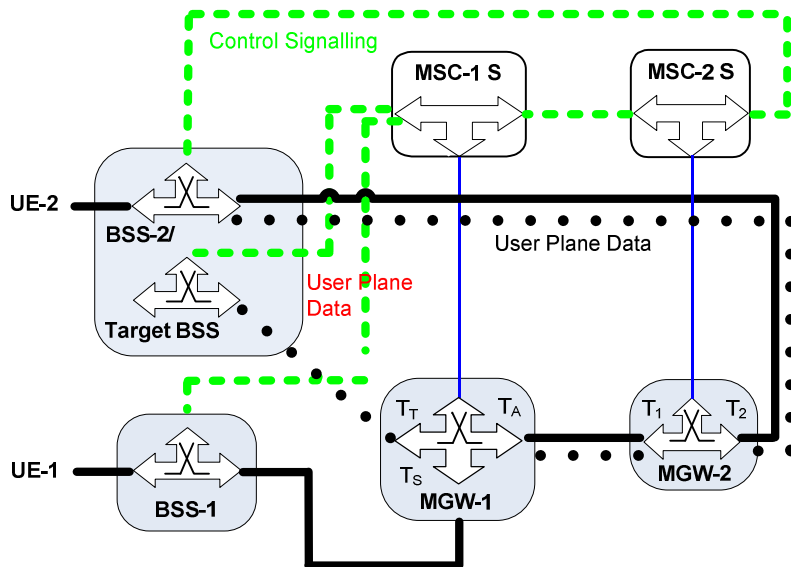 Control Signalling
MSC-1 S
MSC-2 S
UE-2
BSS-2/
User Plane Data
User Plane
Data
Target BSS
TT
TA
T1
T2
TS
UE-1
MGW-2
MGW-1
BSS-1